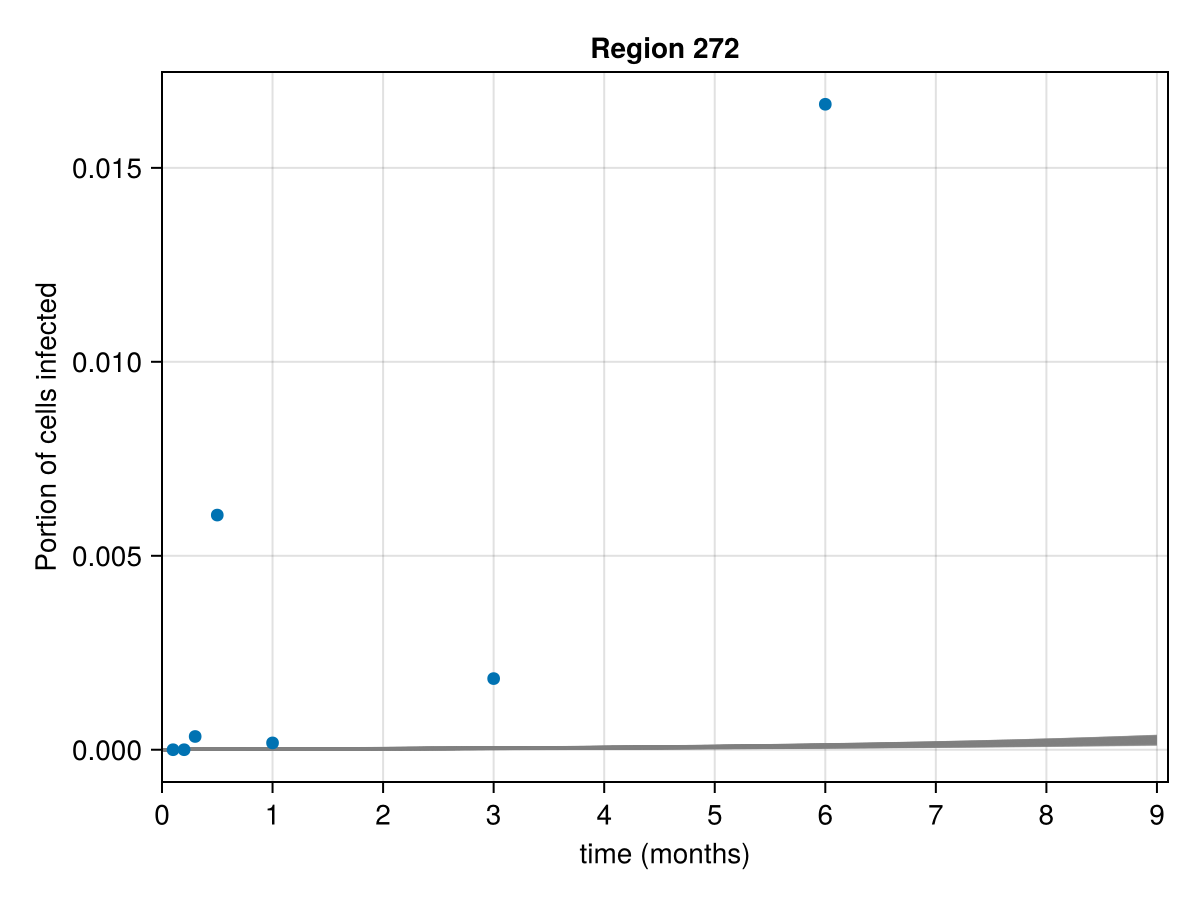 Region 272
Portion of cells infected
0.015
0.010
0.005
0.000
0 1 2 3 4 5 6 7 8 9
time (months)